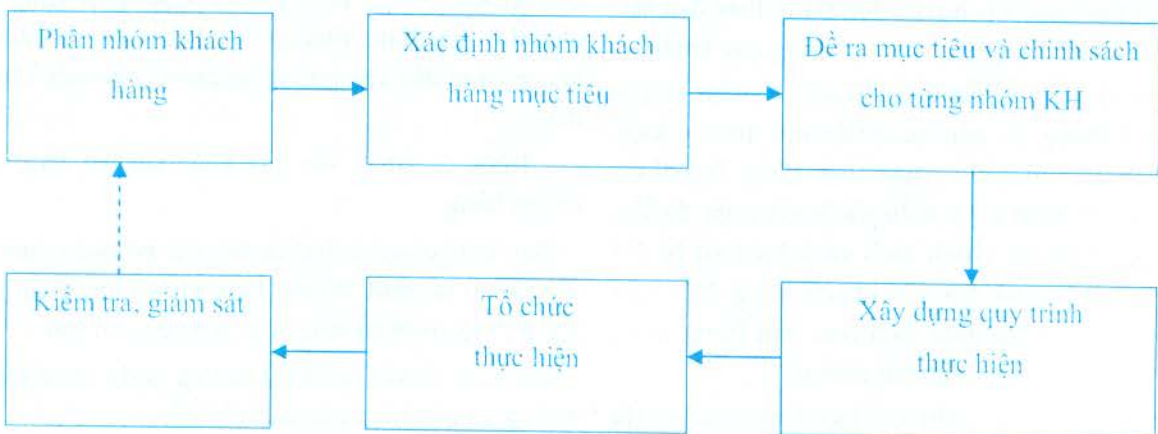 Phân nhóm khách
hàng
Xác định nhóm khách
hàng mục tiêu
Đề ra mục tiêu và chính sách
cho từng nhóm KH
Xây dựng quy trình
thực hiện
Tổ chức
thực hiện
Kiểm tra, giám sát